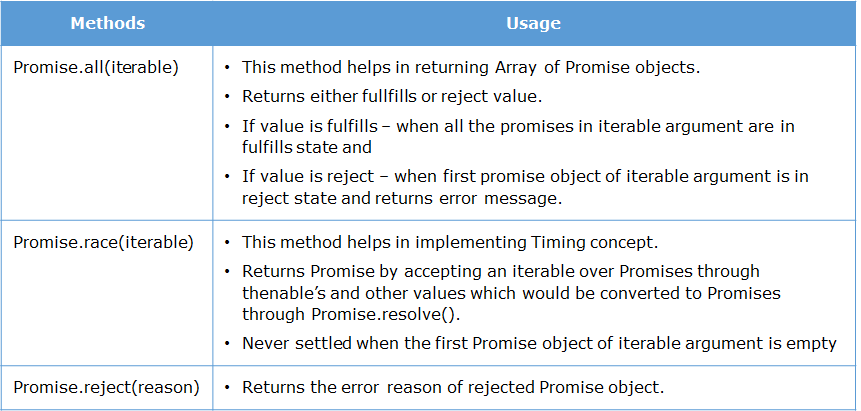 Methods
Usage
Promise.all(iterable)
• This method helps in returning Array of Promise objects.
• Returns either fullfills or reject value.
• If value is fulfills – when all the promises in iterable argument are in
fulfills state and
• If value is reject – when first promise object of iterable argument is in
reject state and returns error message.
Promise.race(iterable)
• This method helps in implementing Timing concept.
• Returns Promise by accepting an iterable over Promises through
thenable’s and other values which would be converted to Promises
through Promise.resolve().
• Never settled when the first Promise object of iterable argument is empty
Promise.reject(reason)
• Returns the error reason of rejected Promise object.